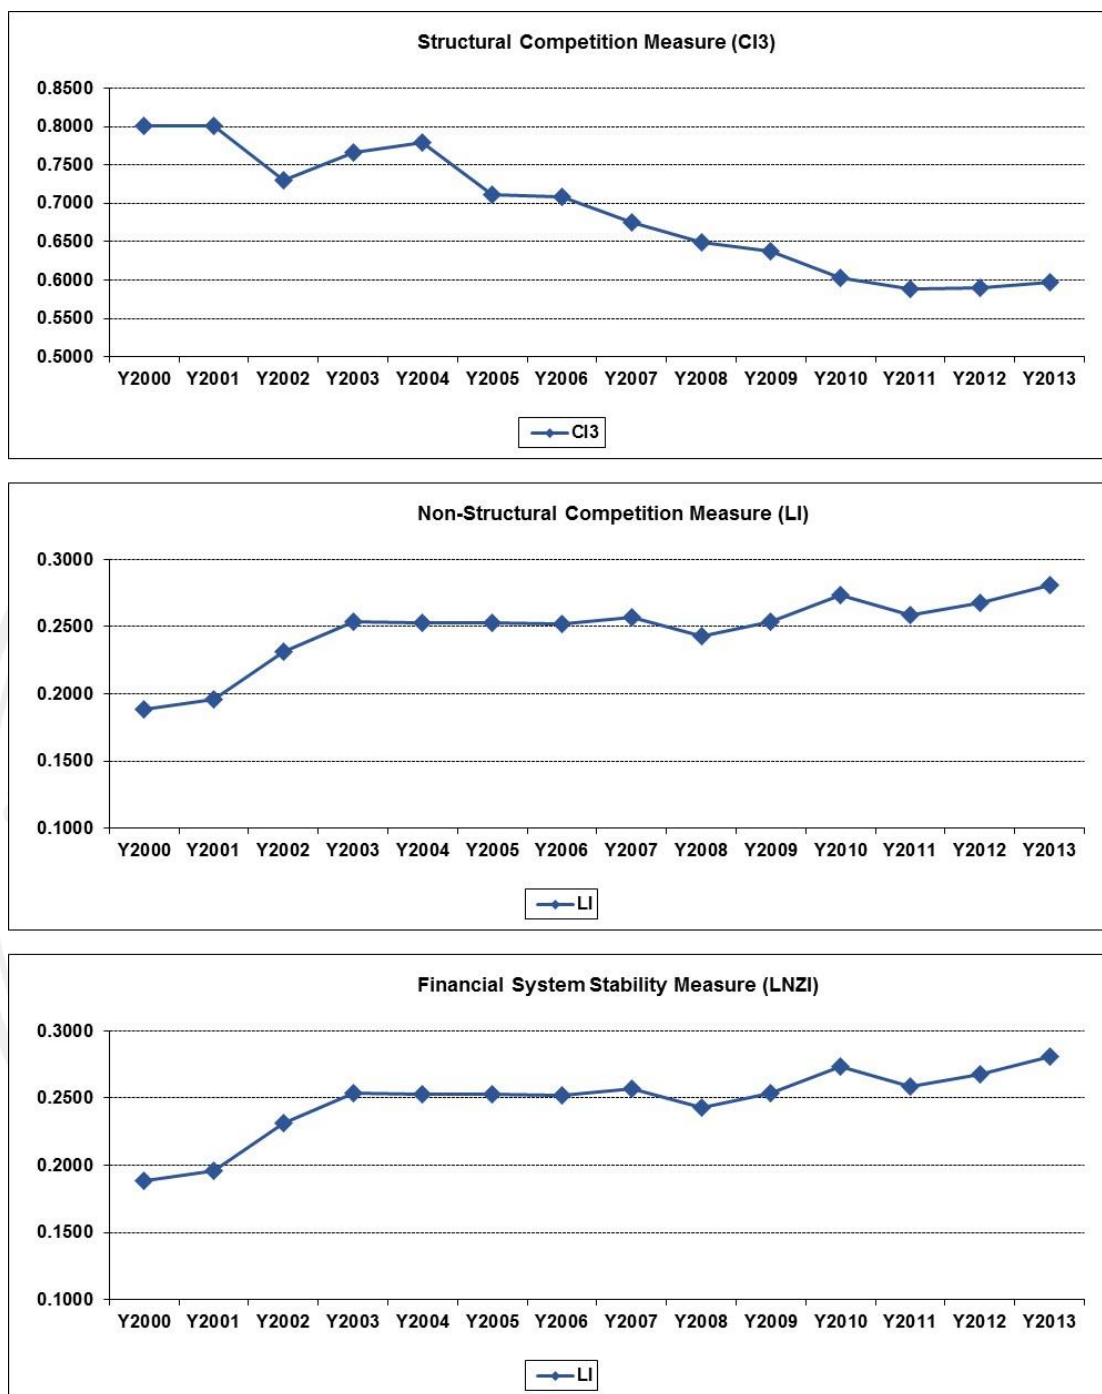 Structural Competition Measure (CI3)
0.8500
0.8000
0.7500
0.7000
0.6500
0.6000
0.5500
0.5000
Y2000 Y2001 Y2002 Y2003 Y2004 Y2005 Y2006 Y2007 Y2008 Y2009 Y2010 Y2011 Y2012 Y2013
CI3
Non-Structural Competition Measure (LI)
0.3000
0.2500
0.2000
0.1500
0.1000
Y2000 Y2001 Y2002 Y2003 Y2004 Y2005 Y2006 Y2007 Y2008 Y2009 Y2010 Y2011 Y2012 Y2013
LI
Financial System Stability Measure (LNZI)
0.3000
0.2500
0.2000
0.1500
0.1000
Y2000 Y2001 Y2002 Y2003 Y2004 Y2005 Y2006 Y2007 Y2008 Y2009 Y2010 Y2011 Y2012 Y2013
LI